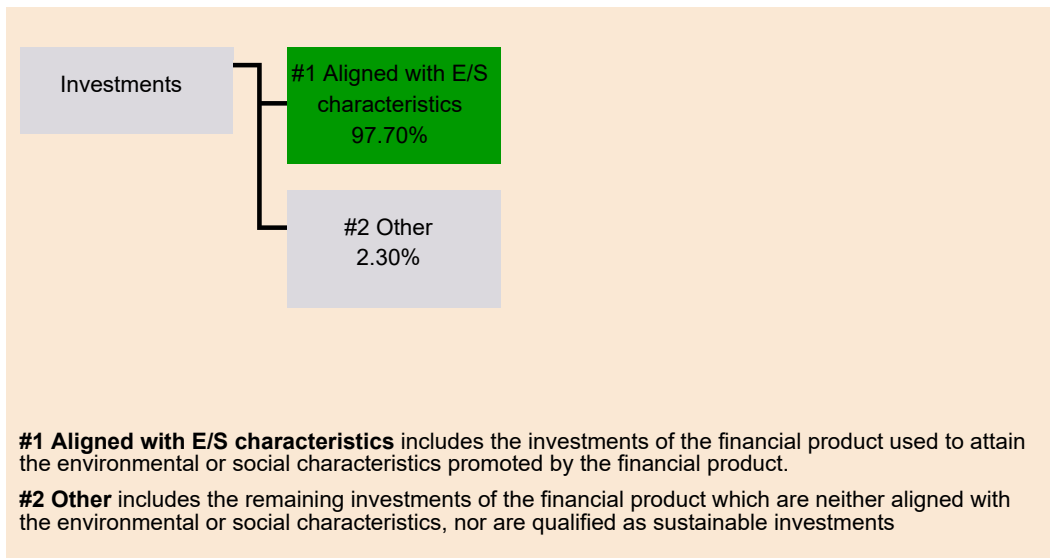 Investments
#1 Aligned with E/S
characteristics
97.70%
#2 Other
2.30%
#1 Aligned with E/S characteristics includes the investments of the financial product used to attain
the environmental or social characteristics promoted by the financial product.
#2 Other includes the remaining investments of the financial product which are neither aligned with
the environmental or social characteristics, nor are qualified as sustainable investments